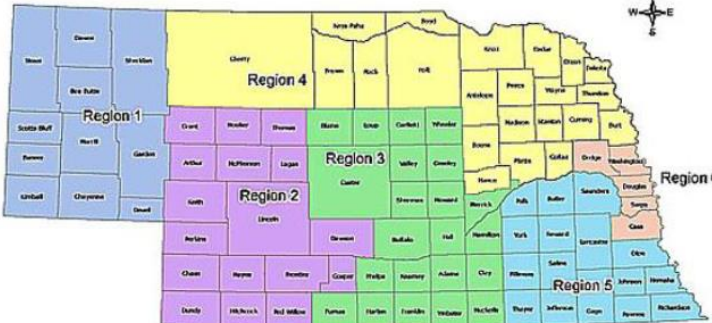 W E
S
Keya Paha Boyd
Sioux Dawes Sheridan Cherry Knox Cedar Dixon Dakota
Brown Rock Holt
Region 4
Box Butte Antelope Pierce Wayne Thurston
Region 1
Scotts Bluff Morrill Grant Hooker Thomas Blaine Loup Garfield Wheeler Madison Stanton Cuming Burt
Banner Garden Arthur McPherson Logan Region 3 Valley Greeley Boone Platte Colfax Dodge Washington
Custer
Kimball Cheyenne Deuel Keith Region 2 Lincoln Sherman Howard Nance Merrick Polk Butler Saunders Douglas Sarpy Region
Perkins Dawson Buffalo Hall Hamilton York Seward Lancaster Cass
Otoe
Chase Hayes Frontier Gosper Phelps Kearney Adams Clay Fillmore Saline Region 5 Johnson Nemaha
Dundy Hitchcock Red Willow Furnas Harlan Franklin Webster Nuckolls Thayer Jefferson Gage Pawnee Richardson